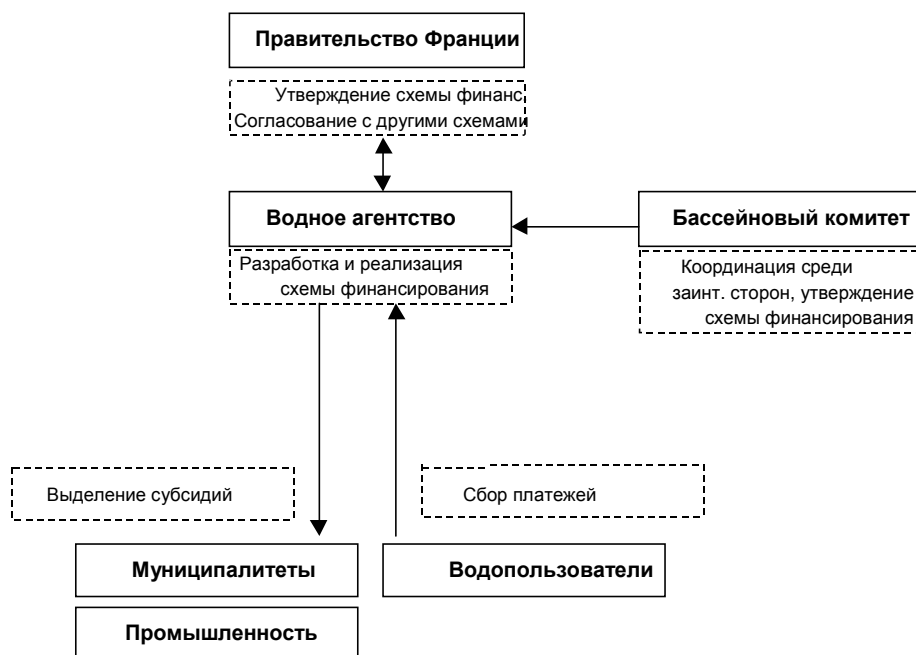 Правительство Франции
Утверждение схемы финанс
Согласование с другими схемами
Водное агентство
Бассейновый комитет
Разработка и реализация
схемы финансирования
Координация среди
заинт. сторон, утверждение
схемы финансирования
Выделение субсидий
Сбор платежей
Муниципалитеты
Водопользователи
Промышленность